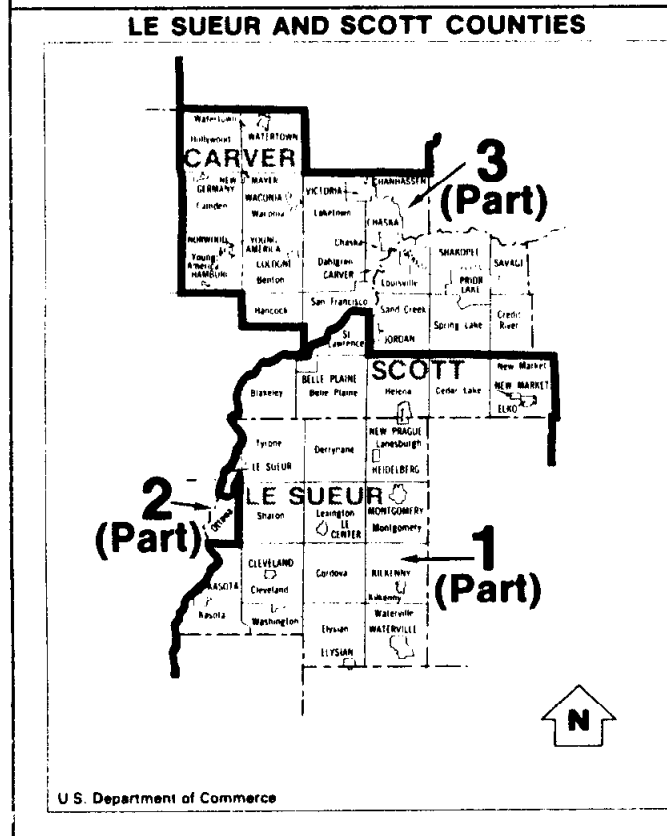 LE SUEUR AND SCOTT COUNTIES
Watertown
Hollywood WATERTOWN
CARVER
3
(Part)
NEW GERMANY MAYER
VICTORIA CHANHASSEN
WACONIA
Camden Waconia Laketown CHASKA
NORWOOD YOUNG AMERICA Chaska SHAKOPEE SAVAGE
Young America COLOGNE Dahlgren PRIOR LAKE
HAMBURG Benton CARVER Louisville
San Francisco
Hancock Sand Creek Spring Lake Credit River
St Lawrence JORDAN
SCOTT New Market
BELLE PLAINE NEW MARKET
Blakeley Belle Plaine Helena Cedar Lake ELKO
NEW PRAGUE
Tyrone Derrynane Lanesburgh
LE SUEUR HEIDELBERG
LE SUEUR
2
(Part)
Ottawa Sharon Lexington MONTGOMERY
LE CENTER Montgomery
1
(Part)
CLEVELAND
KASOTA Cleveland Cordova KILKENNY
Kasota Kilkenny
Washington Waterville
Elysian WATERVILLE
ELYSIAN
N
U.S. Department of Commerce